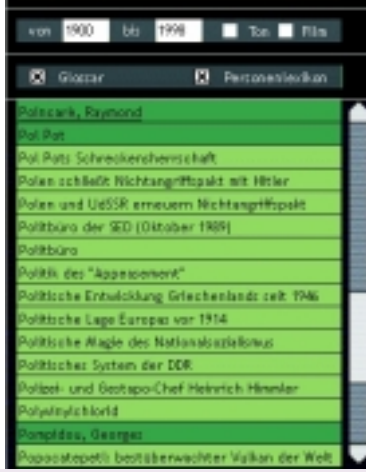 von 1900 bis 1998 Ton Film
Glossar Personenlexikon
Poincaré, Raymond
Pol Pot
Pol Pots Schreckensherrschaft
Polen schließt Nichtangriffspakt mit Hitler
Polen und UdSSR erneuern Nichtangriffspakt
Politbüro der SED (Oktober 1989)
Politbüro
Politik des "Appeasement"
Politische Entwicklung Griechenlands seit 1946
Politische Lage Europas vor 1914
Politische Magie des Nationalsozialismus
Politisches System der DDR
Polizei- und Gestapo-Chef Heinrich Himmler
Polyvinylchlorid
Pompidou, Georges
Popocatepetl: bestüberwachter Vulkan der Welt